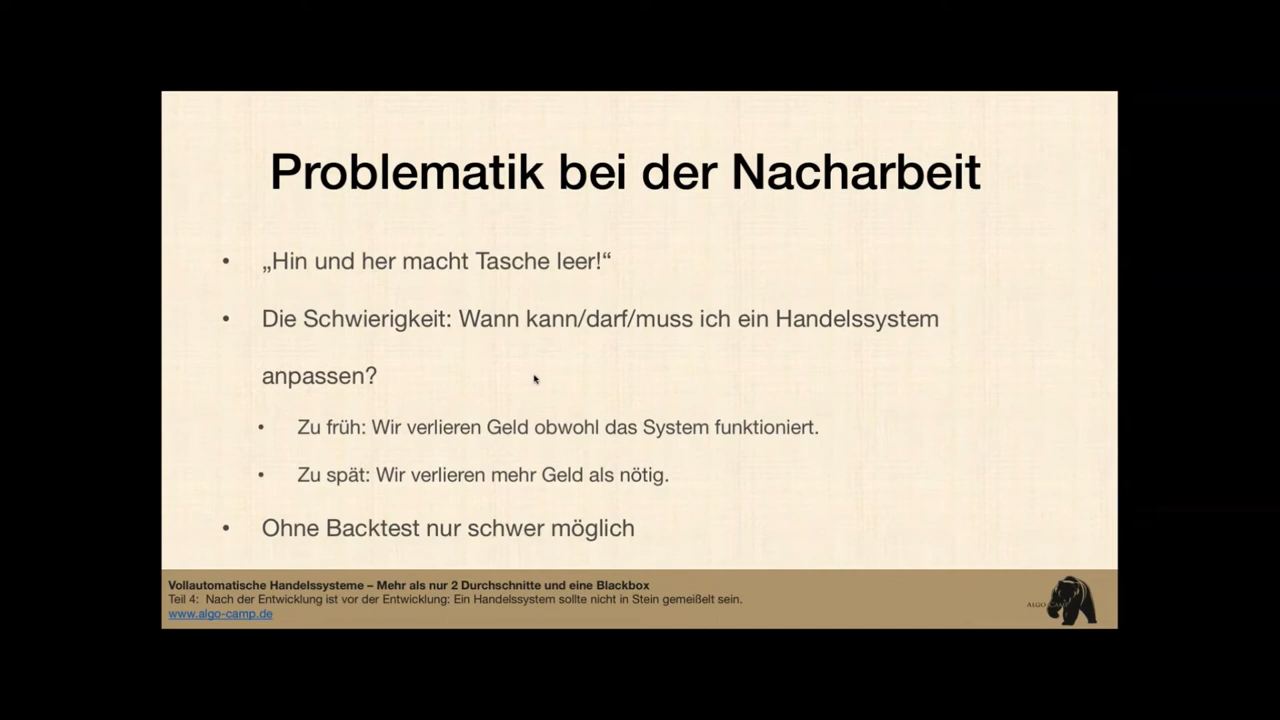 Problematik bei der Nacharbeit
• „Hin und her macht Tasche leer!“
• Die Schwierigkeit: Wann kann/darf/muss ich ein Handelssystem
anpassen?
• Zu früh: Wir verlieren Geld obwohl das System funktioniert.
• Zu spät: Wir verlieren mehr Geld als nötig.
• Ohne Backtest nur schwer möglich
Vollautomatische Handelssysteme – Mehr als nur 2 Durchschnitte und eine Blackbox
Teil 4: Nach der Entwicklung ist vor der Entwicklung: Ein Handelssystem sollte nicht in Stein gemeißelt sein.
www.algo-camp.de